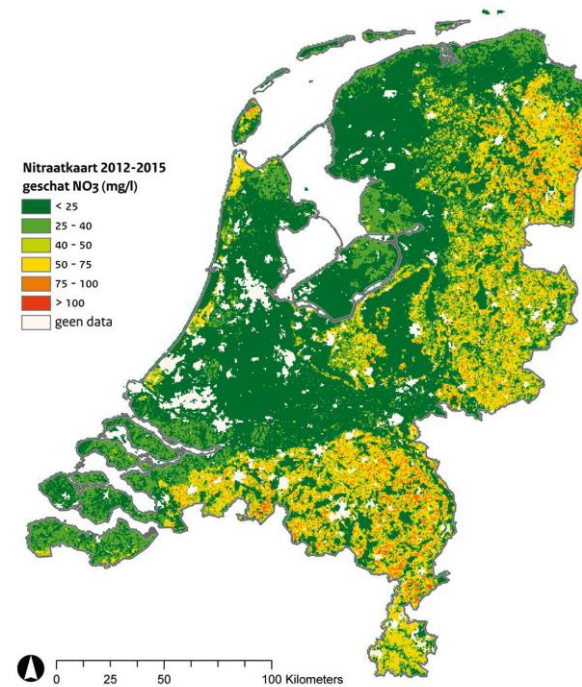 Nitraatkaart 2012-2015
geschat NO3 (mg/l)
< 25
25 - 40
40 - 50
50 - 75
75 - 100
> 100
geen data
0 25 50 100 Kilometers